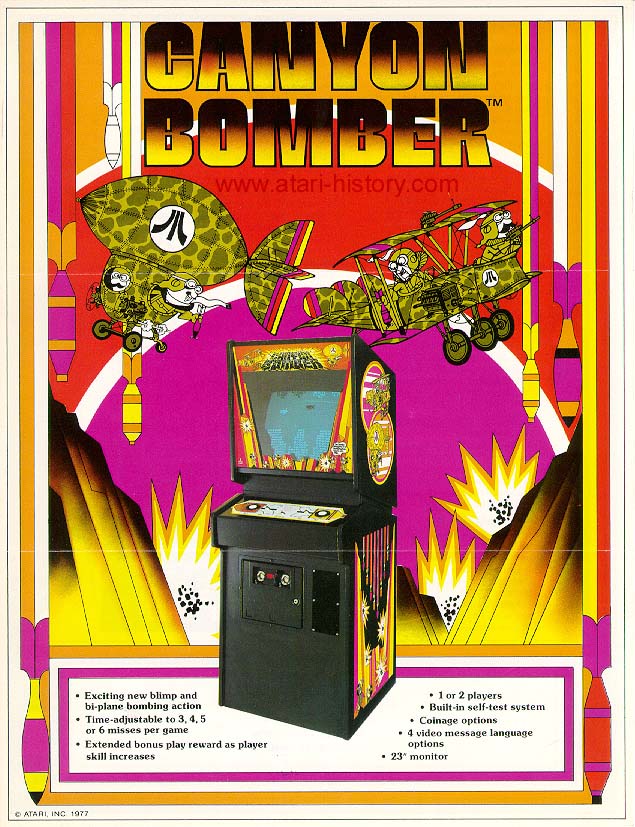 CANYON
BOMBER™
www.atari-history.com
• Exciting new blimp and
bi-plane bombing action
• Time-adjustable to 3, 4, 5
or 6 misses per game
• Extended bonus play reward as player
skill increases
• 1 or 2 players
• Built-in self-test system
• Coinage options
• 4 video message language
options
• 23" monitor
© ATARI, INC. 1977